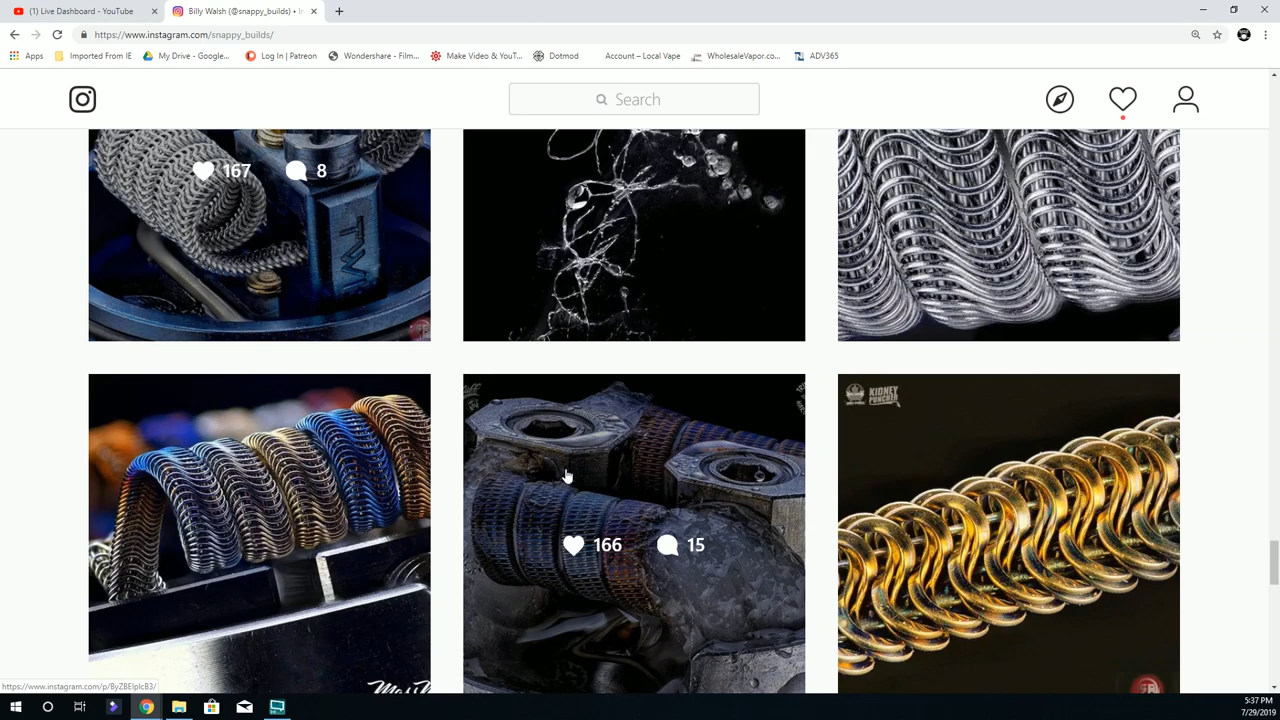 (1) Live Dashboard - YouTube
Billy Walsh (@snappy_builds) • In
https://www.instagram.com/snappy_builds/
Apps
Imported From IE
My Drive - Google...
Log In | Patreon
Wondershare - Film...
Make Video & YouT...
Dotmod
Account – Local Vape
WholesaleVapor.co...
ADV365
Search
167
8
166
15
KIDNEY
PUNCHER
https://www.instagram.com/p/ByZBElplcB3/
5:37 PM
7/29/2019